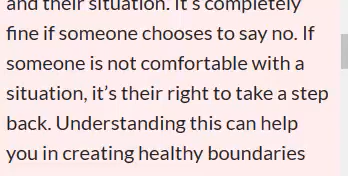 and their situation. It's completely
fine if someone chooses to say no. If
someone is not comfortable with a
situation, it's their right to take a step
back. Understanding this can help
you in creating healthy boundaries